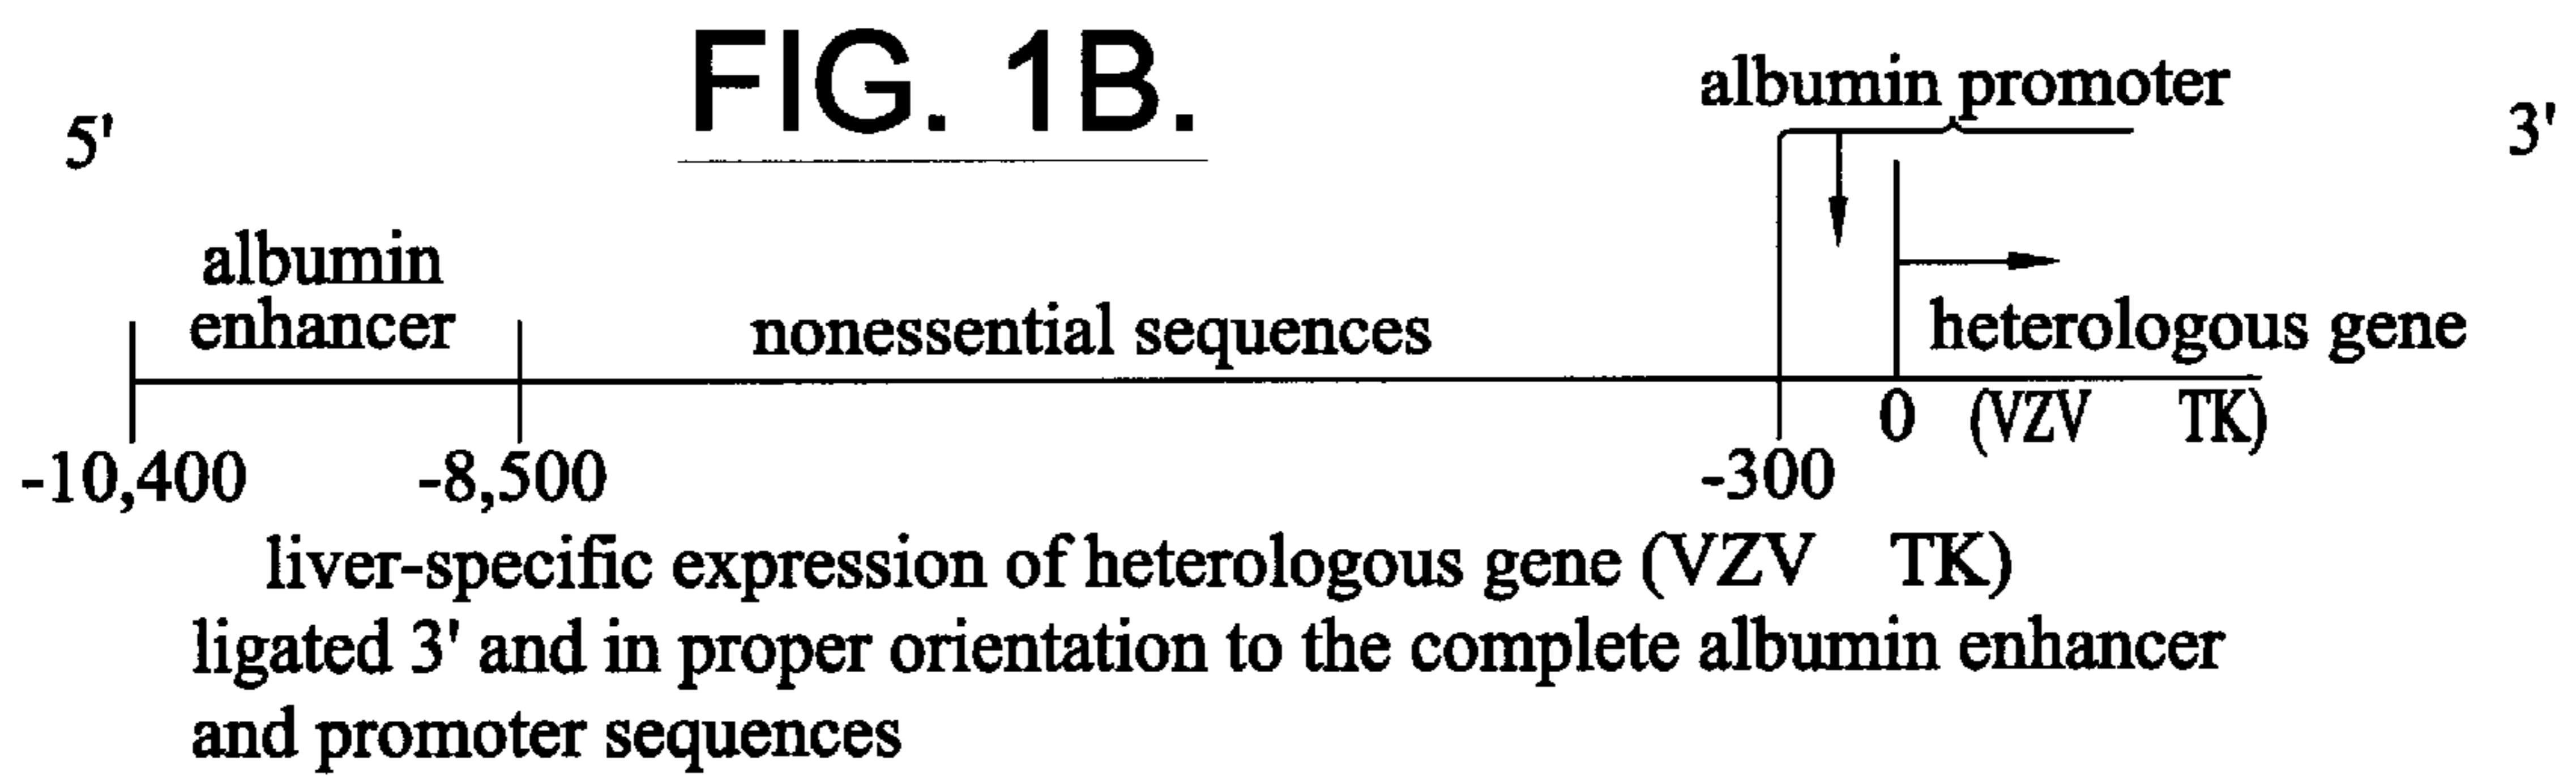 FIG. 1B.
albumin promoter
5'
3'
albumin
enhancer
nonessential sequences
heterologous gene
0 (VZV TK)
-10,400
-8,500
-300
liver-specific expression of heterologous gene (VZV TK)
ligated 3' and in proper orientation to the complete albumin enhancer
and promoter sequences